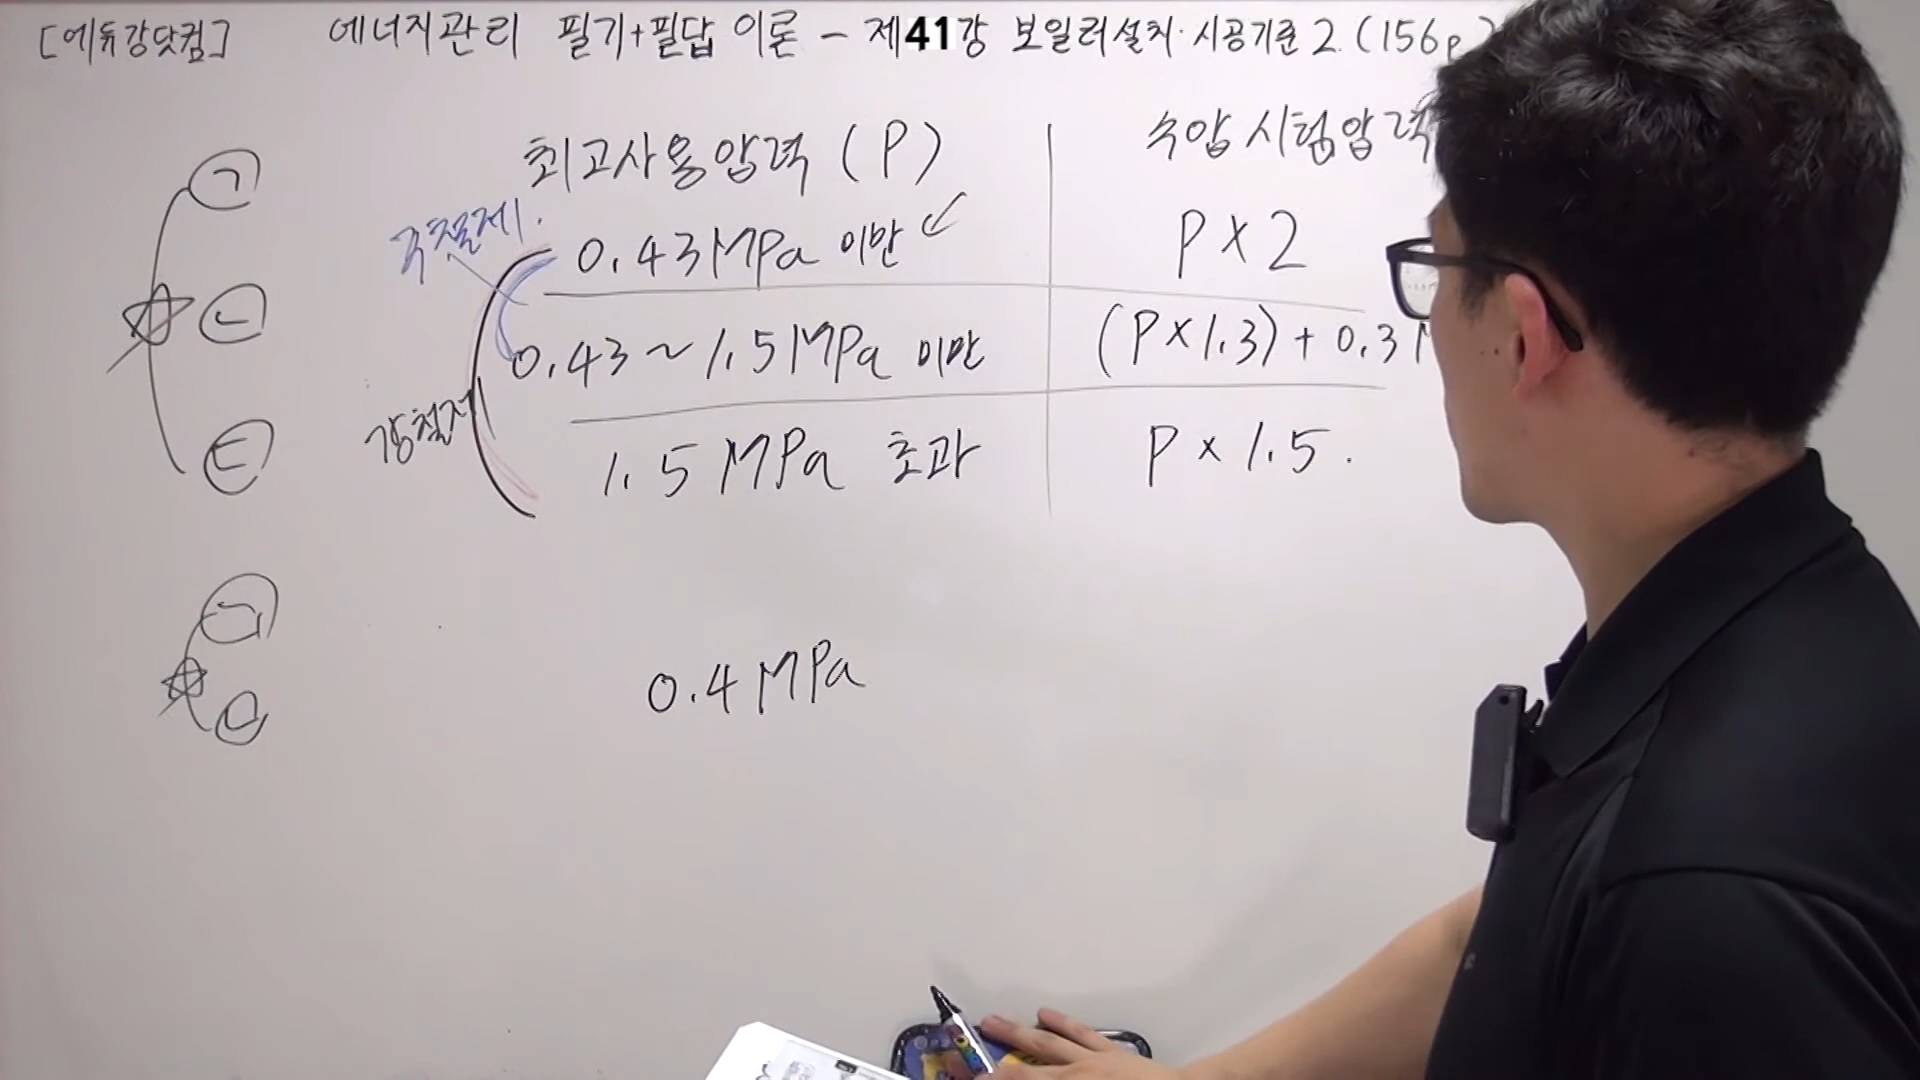 [에듀강닷컴] 에너지관리 필기+필답 이론 - 제41강 보일러설치·시공기준 2. (156p
최고사용압력 (P) 수압시험압력
ㄱ
주철제
0.43MPa 이만 P × 2
ㄴ
0.43 ~ 1.5MPa 이만 (P×1.3) + 0.3 M
강철제
ㄷ
1.5MPa 초과 P × 1.5.
ㄱ
ㄴ
0.4 MPa